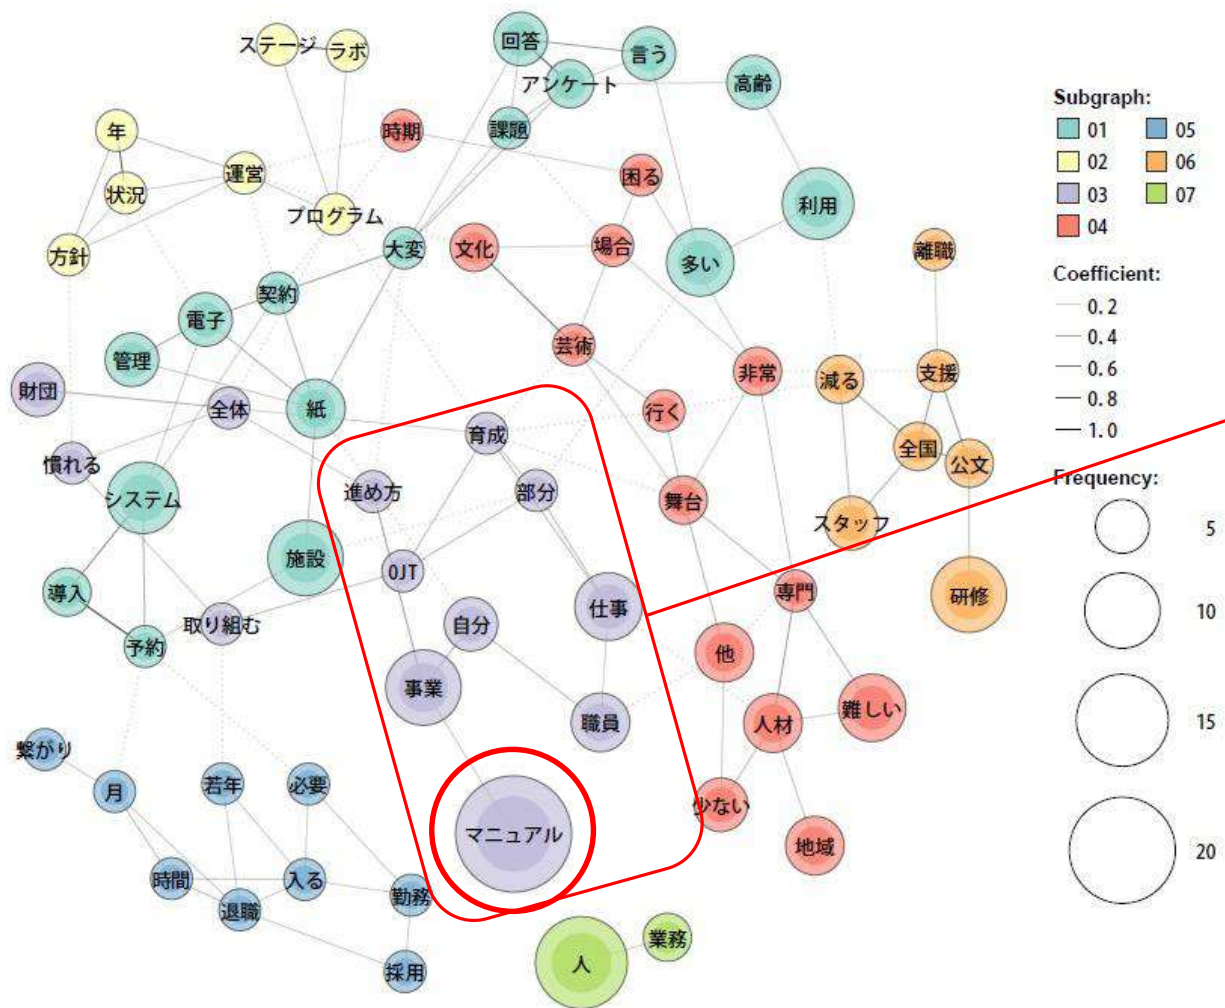 ステージ
ラボ
回答
言う
アンケート
高齢
年
時期
課題
運営
困る
状況
利用
プログラム
方針
大変
文化
場合
多い
離職
契約
電子
管理
芸術
非常
減る
支援
財団
全体
紙
行く
育成
全国
慣れる
公文
システム
進め方
部分
舞台
スタッフ
施設
OJT
導入
仕事
専門
研修
取り組む
自分
予約
他
事業
職員
人材
難しい
繋がり
月
若年
必要
少ない
マニュアル
地域
時間
入る
勤務
退職
業務
人
採用
Subgraph:
01 05
02 06
03 07
04
Coefficient:
0.2
0.4
0.6
0.8
1.0
Frequency:
5
10
15
20